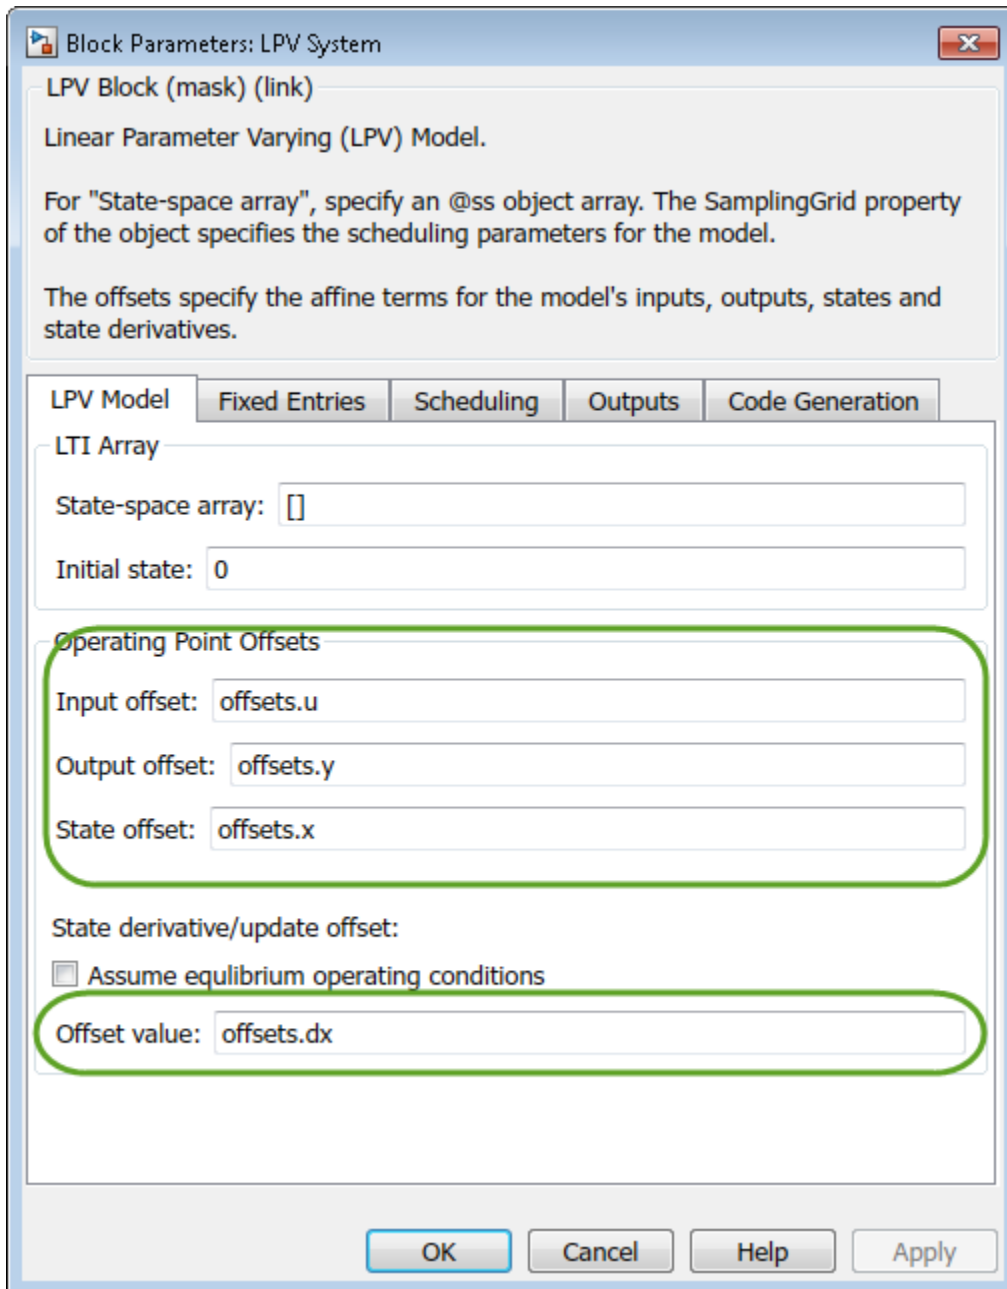 Block Parameters: LPV System
LPV Block (mask) (link)
Linear Parameter Varying (LPV) Model.
For "State-space array", specify an @ss object array. The SamplingGrid property
of the object specifies the scheduling parameters for the model.
The offsets specify the affine terms for the model's inputs, outputs, states and
state derivatives.
LPV Model Fixed Entries Scheduling Outputs Code Generation
LTI Array
State-space array: []
Initial state: 0
Operating Point Offsets
Input offset: offsets.u
Output offset: offsets.y
State offset: offsets.x
State derivative/update offset:
Assume equlibrium operating conditions
Offset value: offsets.dx
OK Cancel Help Apply